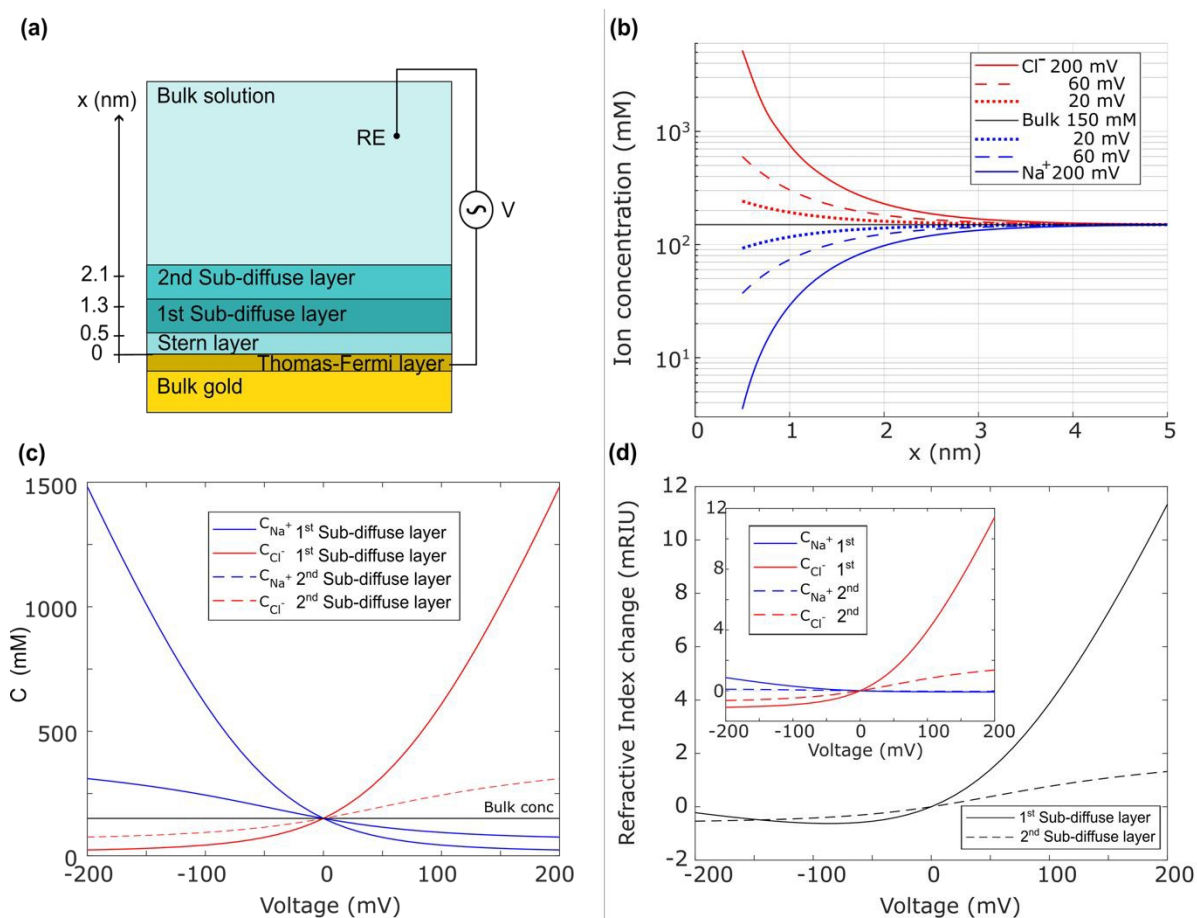 (a)
x (nm)
Bulk solution
RE
V
2.1
2nd Sub-diffuse layer
1.3
1st Sub-diffuse layer
0.5
Stern layer
0
Thomas-Fermi layer
Bulk gold
(b)
Ion concentration (mM)
10³
10²
10¹
Cl⁻ 200 mV
60 mV
20 mV
Bulk 150 mM
20 mV
60 mV
Na⁺ 200 mV
0 1 2 3 4 5
x (nm)
(c)
C (mM)
1500
1000
500
0
C_Na⁺ 1st Sub-diffuse layer
C_Cl⁻ 1st Sub-diffuse layer
C_Na⁺ 2nd Sub-diffuse layer
C_Cl⁻ 2nd Sub-diffuse layer
Bulk conc
-200 -100 0 100 200
Voltage (mV)
(d)
Refractive Index change (mRIU)
12
10
8
6
4
2
0
-2
12
8
4
0
C_Na⁺ 1st
C_Cl⁻ 1st
C_Na⁺ 2nd
C_Cl⁻ 2nd
-200 -100 0 100 200
Voltage (mV)
1st Sub-diffuse layer
2nd Sub-diffuse layer
-200 -100 0 100 200
Voltage (mV)